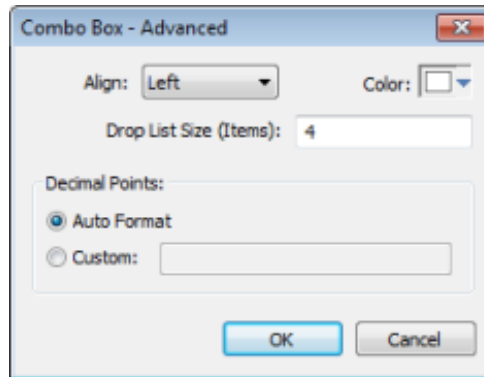 Combo Box - Advanced
Align: Left Color:
Drop List Size (Items): 4
Decimal Points:
Auto Format
Custom:
OK Cancel